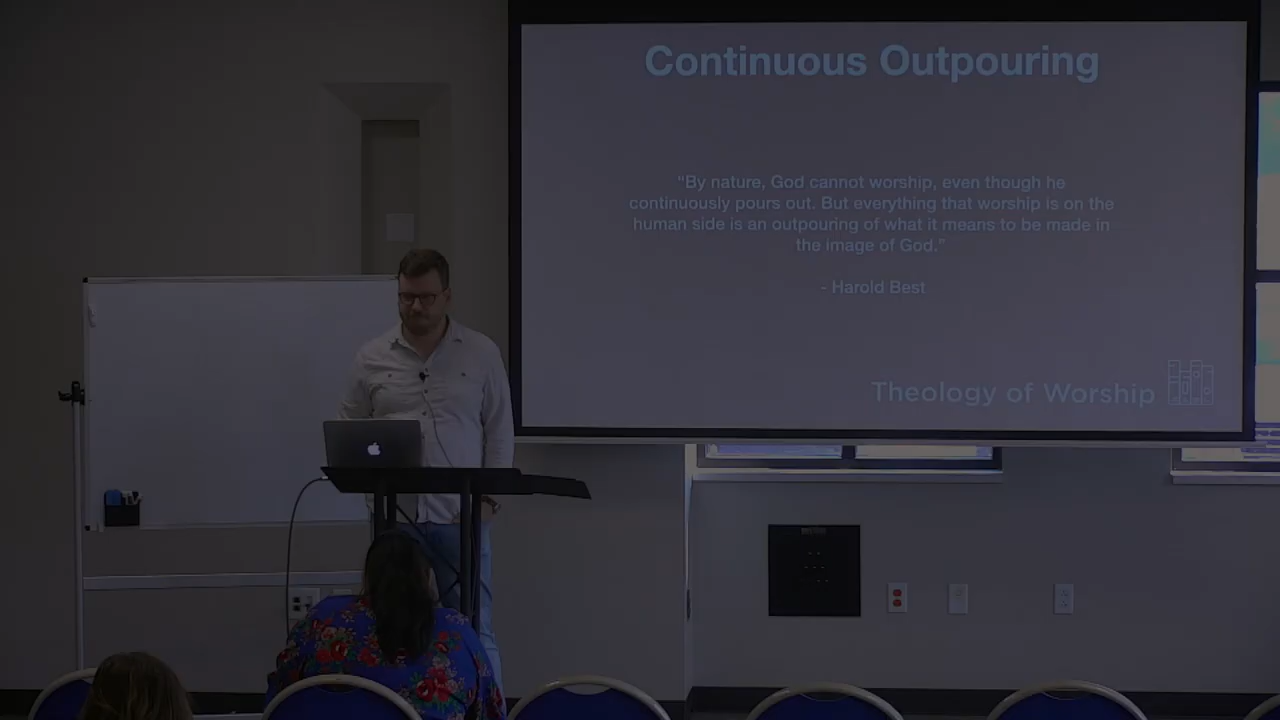 Continuous Outpouring
“By nature, God cannot worship, even though he
continuously pours out. But everything that worship is on the
human side is an outpouring of what it means to be made in
the image of God.”
- Harold Best
Theology of Worship